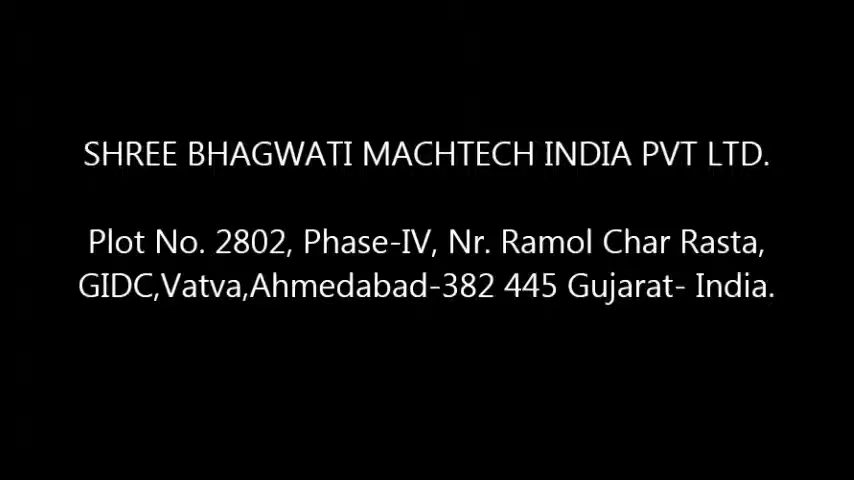 SHREE BHAGWATI MACHTECH INDIA PVT LTD.
Plot No. 2802, Phase-IV, Nr. Ramol Char Rasta,
GIDC,Vatva,Ahmedabad-382 445 Gujarat- India.